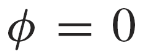 ϕ = 0